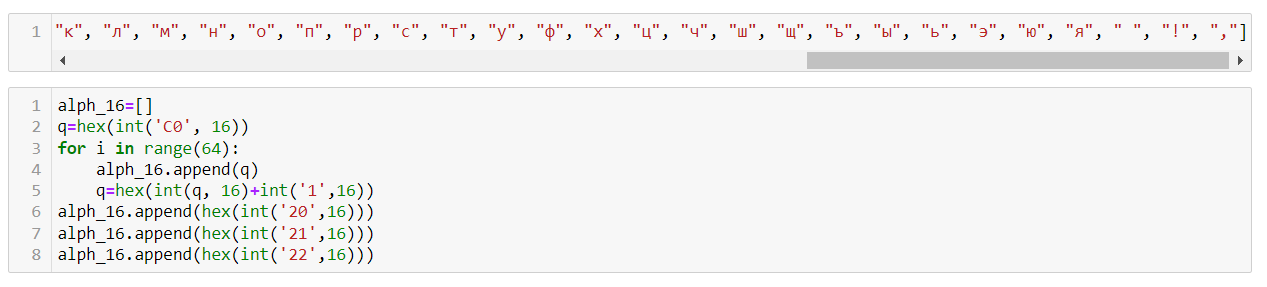 1 "к", "л", "м", "н", "о", "п", "р", "с", "т", "у", "ф", "х", "ц", "ч", "ш", "щ", "ъ", "ы", "ь", "э", "ю", "я", " ", "!", ","]
1 alph_16=[]
2 q=hex(int('C0', 16))
3 for i in range(64):
4     alph_16.append(q)
5     q=hex(int(q, 16)+int('1',16))
6 alph_16.append(hex(int('20',16)))
7 alph_16.append(hex(int('21',16)))
8 alph_16.append(hex(int('22',16)))